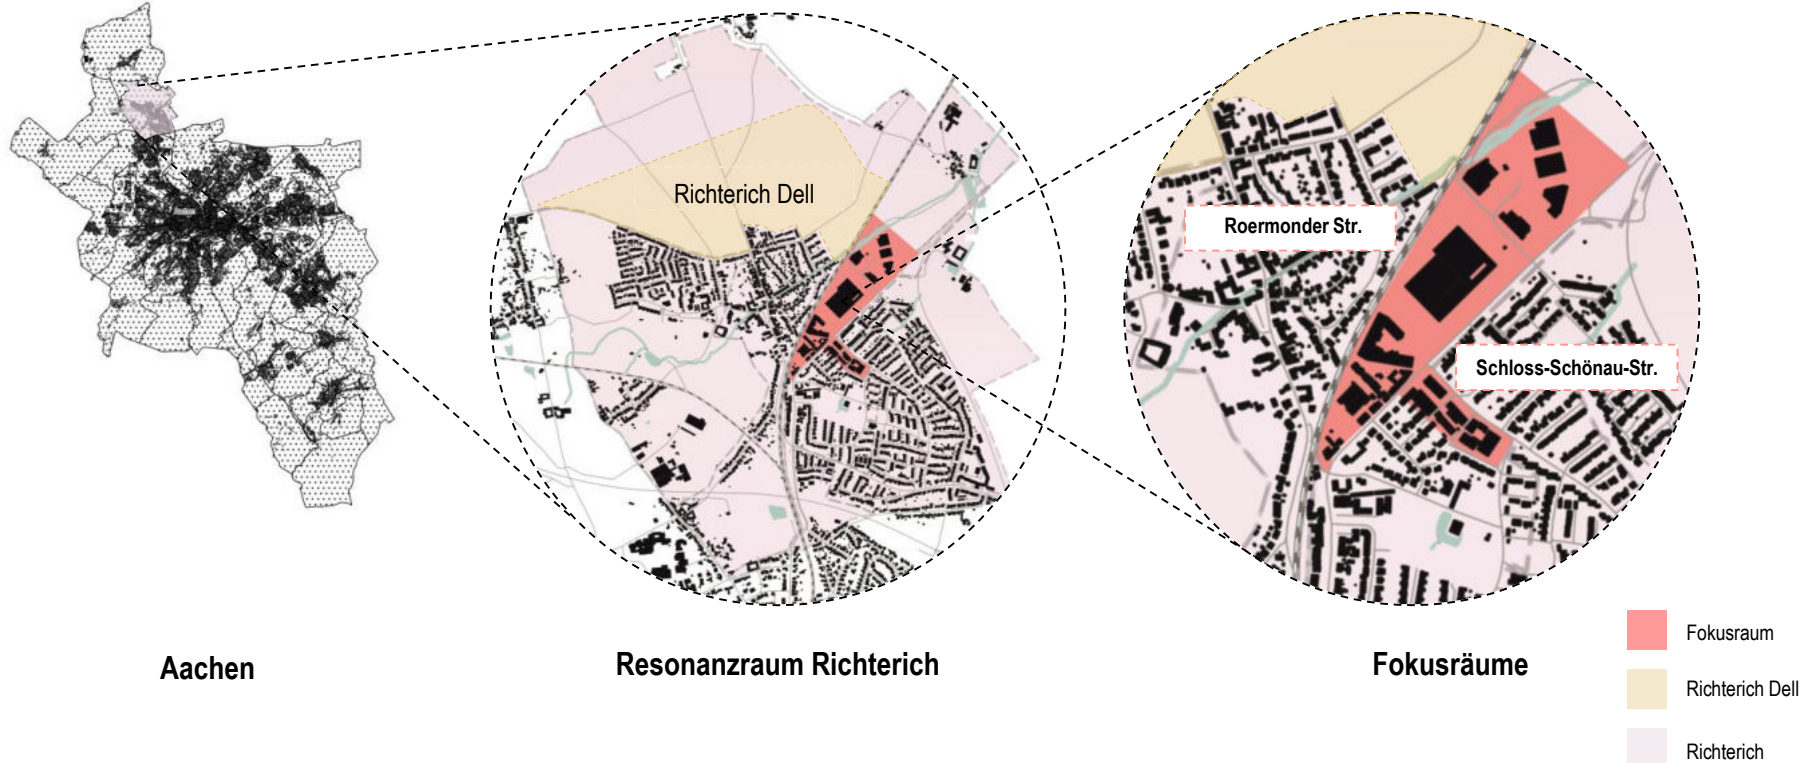 Richterich Dell
Roermonder Str.
Schloss-Schönau-Str.
Aachen
Resonanzraum Richterich
Fokusräume
Fokusraum
Richterich Dell
Richterich